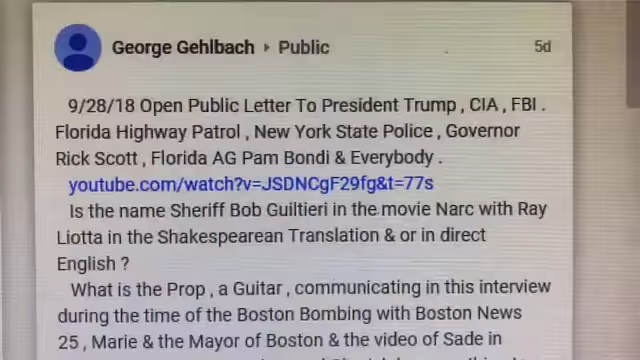 George Gehlbach ▸ Public
5d
9/28/18 Open Public Letter To President Trump , CIA , FBI .
Florida Highway Patrol , New York State Police , Governor
Rick Scott , Florida AG Pam Bondi & Everybody .
youtube.com/watch?v=JSDNCgF29fg&t=77s
Is the name Sheriff Bob Guiltieri in the movie Narc with Ray
Liotta in the Shakespearean Translation & or in direct
English ?
What is the Prop , a Guitar , communicating in this interview
during the time of the Boston Bombing with Boston News
25 , Marie & the Mayor of Boston & the video of Sade in